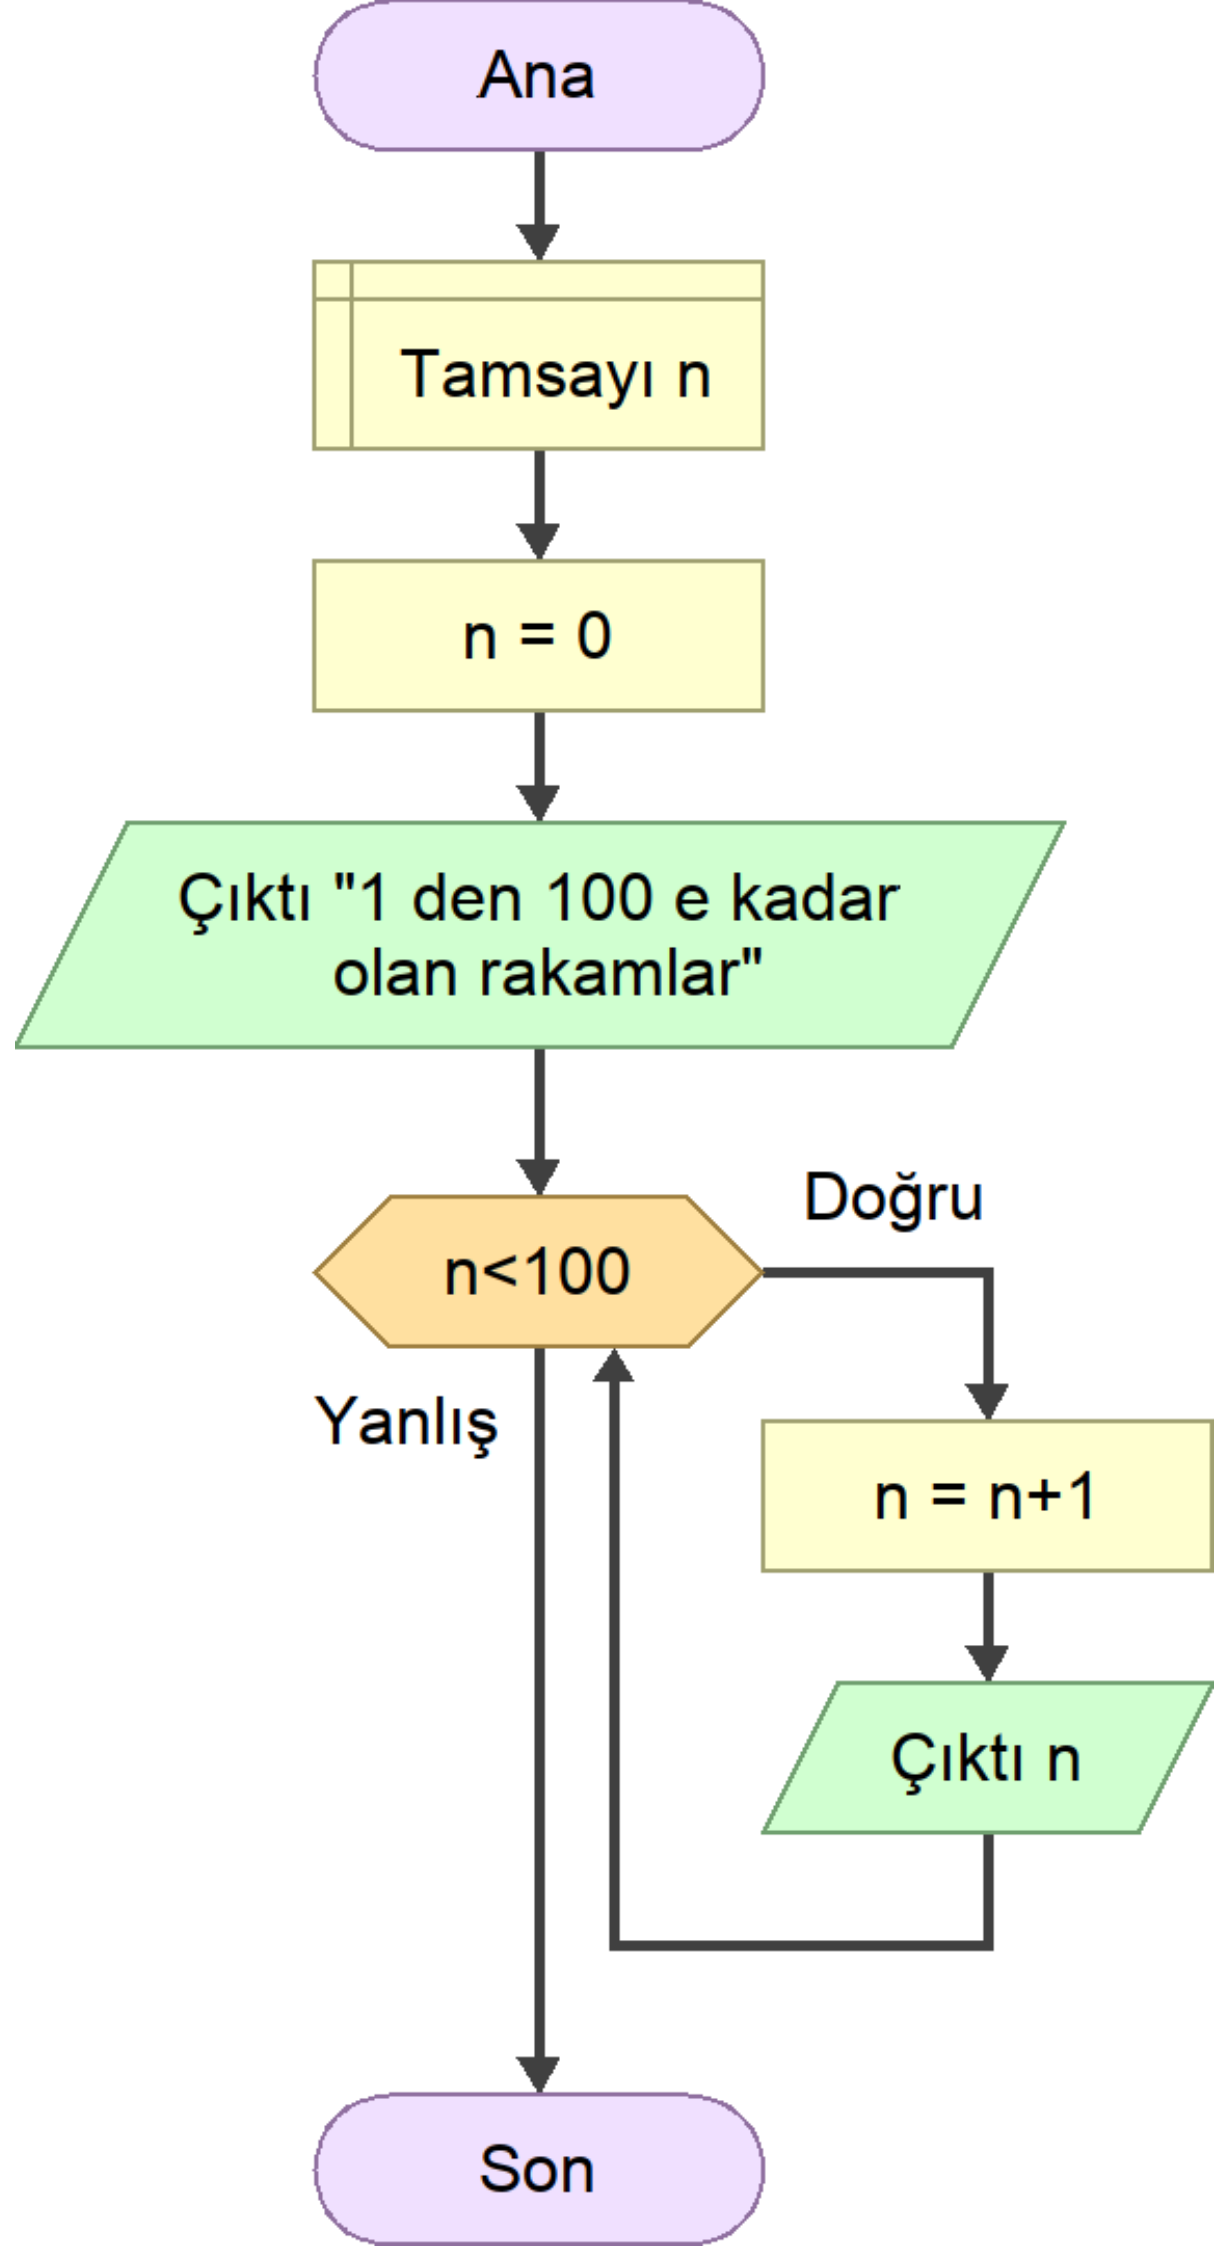 Ana
Tamsayı n
n = 0
Çıktı "1 den 100 e kadar
olan rakamlar"
n<100
Doğru
Yanlış
n = n+1
Çıktı n
Son